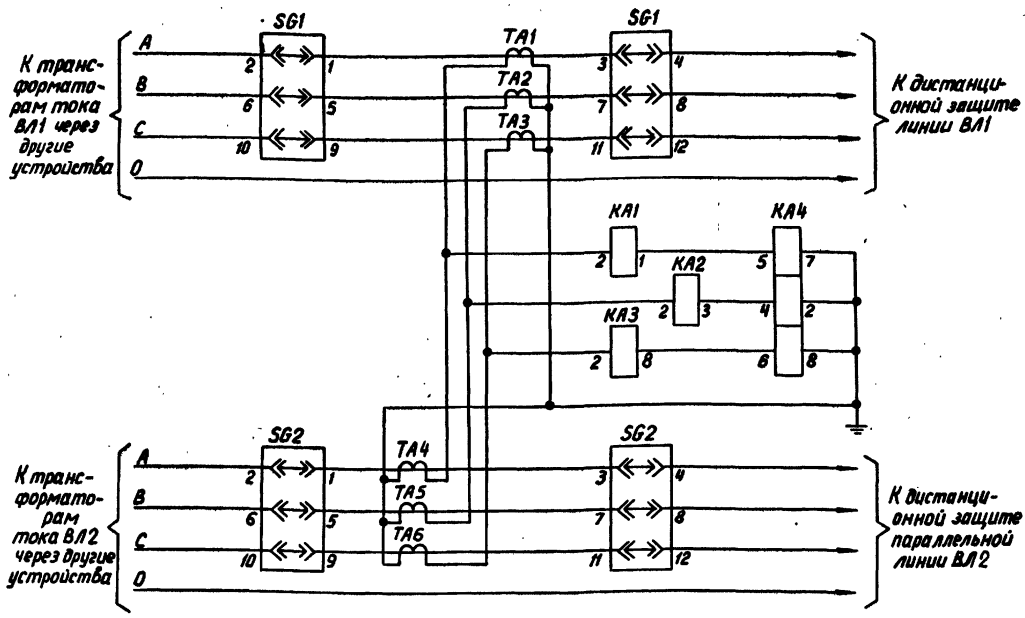 SG1
SG1
К транс-
форматo-
рам тока
ВЛ1 через
другие
устройства
A
B
C
0
2
1
6
5
10
9
TA1
TA2
TA3
3
4
7
8
11
12
К дистанци-
онной защите
линии ВЛ1
KA1
KA4
2
1
5
7
KA2
2
3
4
2
KA3
2
8
6
8
SG2
SG2
К транс-
формато-
рам
тока ВЛ2
через другие
устройства
A
B
C
0
2
1
6
5
10
9
TA4
TA5
TA6
3
4
7
8
11
12
К дистанци-
онной защите
параллельной
линии ВЛ2